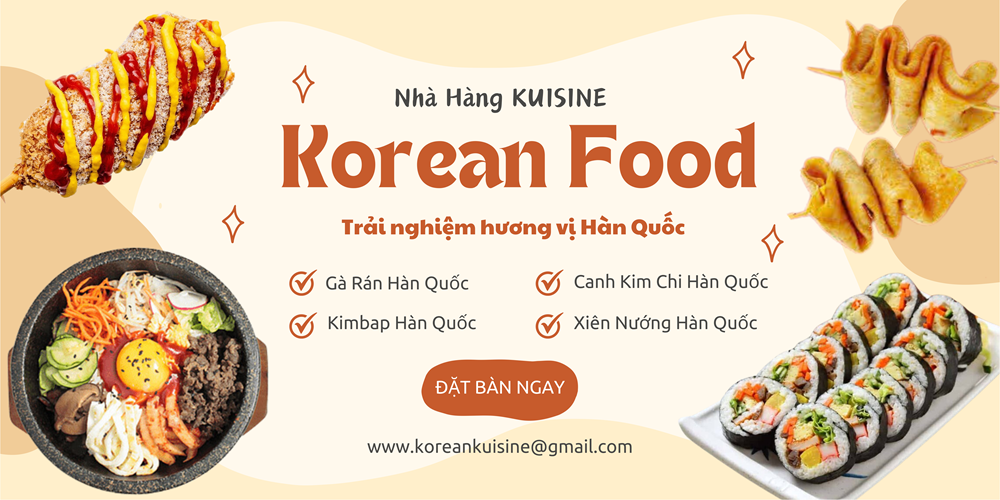 Nhà Hàng KUISINE
Korean Food
Trải nghiệm hương vị Hàn Quốc
Gà Rán Hàn Quốc
Canh Kim Chi Hàn Quốc
Kimbap Hàn Quốc
Xiên Nướng Hàn Quốc
ĐẶT BÀN NGAY
www.koreankuisine@gmail.com